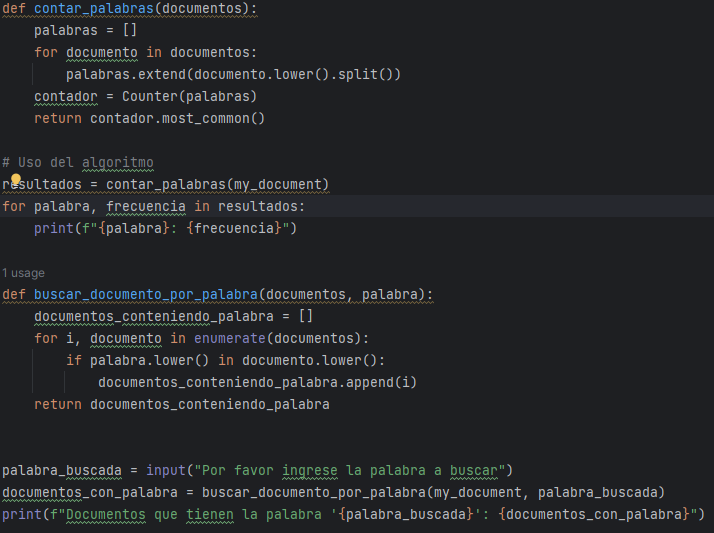 def contar_palabras(documentos):
    palabras = []
    for documento in documentos:
        palabras.extend(documento.lower().split())
    contador = Counter(palabras)
    return contador.most_common()
# Uso del algoritmo
resultados = contar_palabras(my_document)
for palabra, frecuencia in resultados:
    print(f"{palabra}: {frecuencia}")
1 usage
def buscar_documento_por_palabra(documentos, palabra):
    documentos_conteniendo_palabra = []
    for i, documento in enumerate(documentos):
        if palabra.lower() in documento.lower():
            documentos_conteniendo_palabra.append(i)
    return documentos_conteniendo_palabra
palabra_buscada = input("Por favor ingrese la palabra a buscar")
documentos_con_palabra = buscar_documento_por_palabra(my_document, palabra_buscada)
print(f"Documentos que tienen la palabra '{palabra_buscada}': {documentos_con_palabra}")